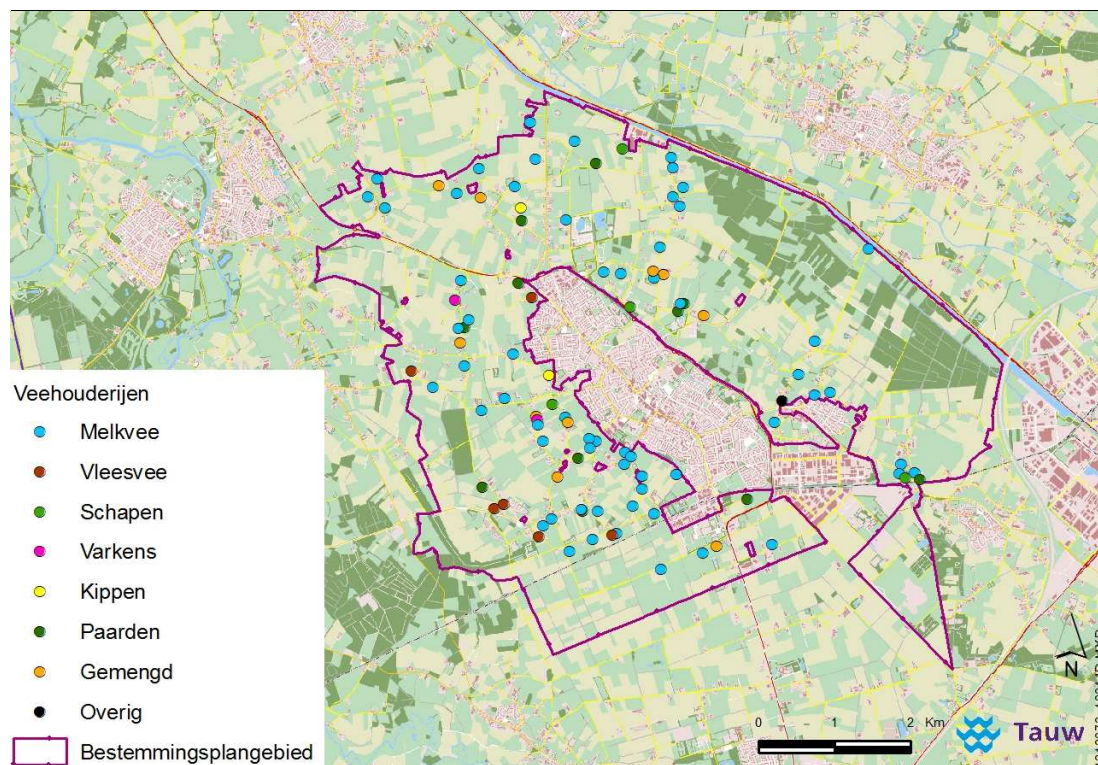 Veehouderijen
Melkvee
Vleesvee
Schapen
Varkens
Kippen
Paarden
Gemengd
Overig
Bestemmingsplangebied
0 1 2 Km
N
Tauw